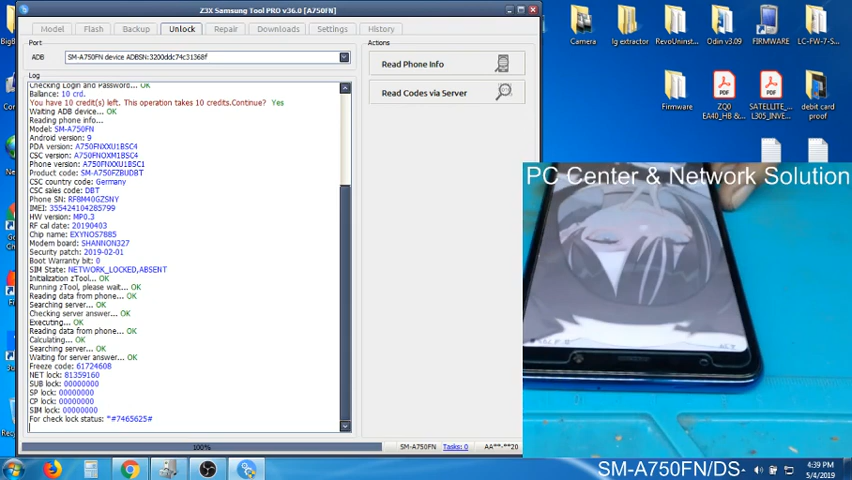 Z3X Samsung Tool PRO v36.0 [A750FN]
Model Flash Backup Unlock Repair Downloads Settings History
Port
ADB SM-A750FN device ADBSN:3200ddc74c31368f
Log
Checking Login and Password... OK
Ballance: 10 crd.
You have 10 credit(s) left. This operation takes 10 credits.Continue? Yes
Waiting ADB device... OK
Reading phone info...
Model: SM-A750FN
Android version: 9
PDA version: A750FNXXU1BSC4
CSC version: A750FNOXM1BSC4
Phone version: A750FNXXU1BSC1
Product code: SM-A750FZBUDBT
CSC country code: Germany
CSC sales code: DBT
Phone SN: RF8M40GZSNY
IMEI: 355424104285799
HW version: MP0.3
RF cal date: 20190403
Chip name: EXYNOS7885
Modem board: SHANNON327
Security patch: 2019-02-01
Boot Warranty bit: 0
SIM State: NETWORK_LOCKED,ABSENT
Initialization zTool... OK
Running zTool, please wait... OK
Reading data from phone... OK
Searching server... OK
Checking server answer... OK
Executing... OK
Reading data from phone... OK
Calculating... OK
Searching server... OK
Waiting for server answer... OK
Freeze code: 61724608
NET lock: 81359160
SUB lock: 00000000
SP lock: 00000000
CP lock: 00000000
SIM lock: 00000000
For check lock status: *#7465625#
100% SM-A750FN Tasks: 0 AA**-**20
Actions
Read Phone Info
Read Codes via Server
Camera
lg extractor
RevoUninst...
Odin v3.09
FIRMWARE
LC-FW-7-S...
Firmware
ZQ0 EA40_HB &...
SATELLITE_... L305_INVE...
debit card proof
PC Center & Network Solution
SM-A750FN/DS
4:39 PM
5/4/2019